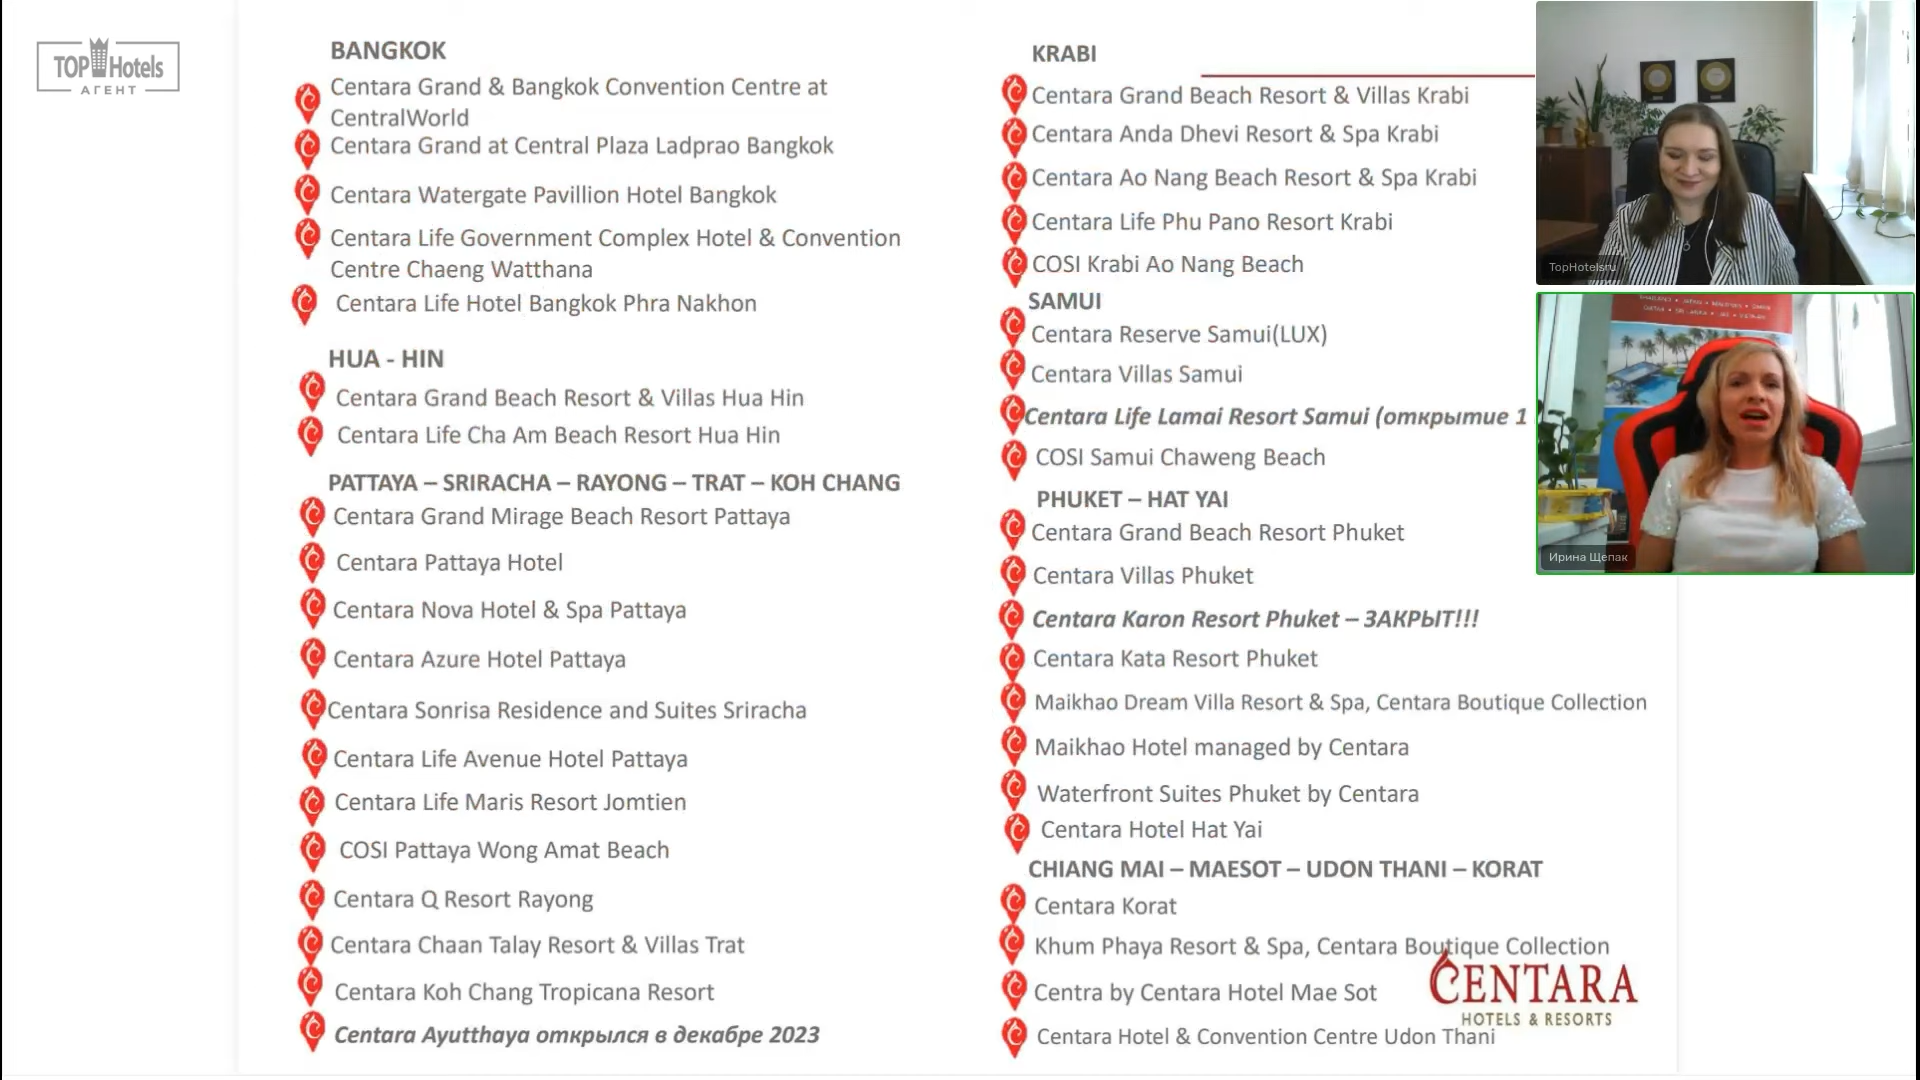 TOP Hotels
АГЕНТ
BANGKOK
Centara Grand & Bangkok Convention Centre at
CentralWorld
Centara Grand at Central Plaza Ladprao Bangkok
Centara Watergate Pavillion Hotel Bangkok
Centara Life Government Complex Hotel & Convention
Centre Chaeng Watthana
Centara Life Hotel Bangkok Phra Nakhon
HUA - HIN
Centara Grand Beach Resort & Villas Hua Hin
Centara Life Cha Am Beach Resort Hua Hin
PATTAYA – SRIRACHA – RAYONG – TRAT – KOH CHANG
Centara Grand Mirage Beach Resort Pattaya
Centara Pattaya Hotel
Centara Nova Hotel & Spa Pattaya
Centara Azure Hotel Pattaya
Centara Sonrisa Residence and Suites Sriracha
Centara Life Avenue Hotel Pattaya
Centara Life Maris Resort Jomtien
COSI Pattaya Wong Amat Beach
Centara Q Resort Rayong
Centara Chaan Talay Resort & Villas Trat
Centara Koh Chang Tropicana Resort
Centara Ayutthaya открылся в декабре 2023
KRABI
Centara Grand Beach Resort & Villas Krabi
Centara Anda Dhevi Resort & Spa Krabi
Centara Ao Nang Beach Resort & Spa Krabi
Centara Life Phu Pano Resort Krabi
COSI Krabi Ao Nang Beach
SAMUI
Centara Reserve Samui(LUX)
Centara Villas Samui
Centara Life Lamai Resort Samui (открытие 1
COSI Samui Chaweng Beach
PHUKET – HAT YAI
Centara Grand Beach Resort Phuket
Centara Villas Phuket
Centara Karon Resort Phuket – ЗАКРЫТ!!!
Centara Kata Resort Phuket
Maikhao Dream Villa Resort & Spa, Centara Boutique Collection
Maikhao Hotel managed by Centara
Waterfront Suites Phuket by Centara
Centara Hotel Hat Yai
CHIANG MAI – MAESOT – UDON THANI – KORAT
Centara Korat
Khum Phaya Resort & Spa, Centara Boutique Collection
Centra by Centara Hotel Mae Sot
Centara Hotel & Convention Centre Udon Thani
CENTARA
HOTELS & RESORTS
TopHotelsru
Ирина Щепак